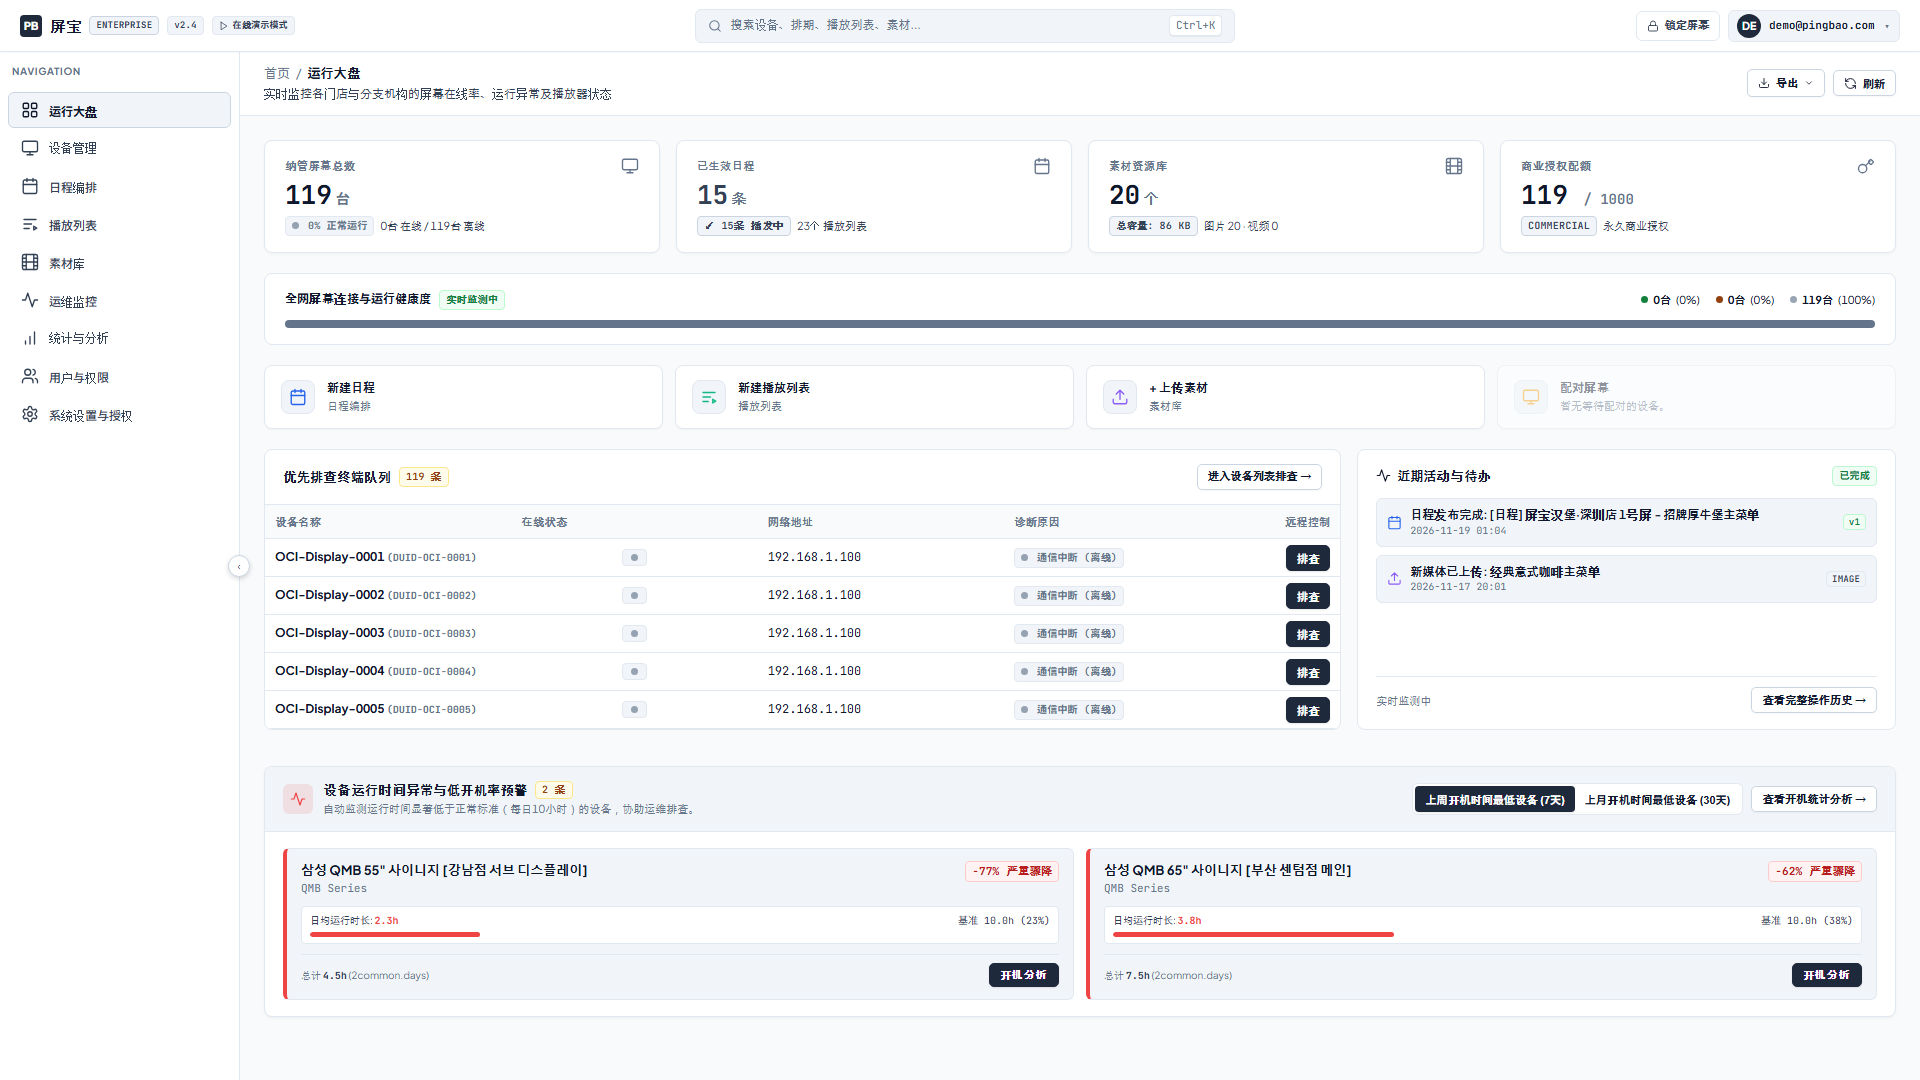 PB 屏宝 ENTERPRISE v2.4 在线演示模式
搜索设备、排期、播放列表、素材... Ctrl+K
锁定屏幕 DE demo@pingbao.com
NAVIGATION
运行大盘
设备管理
日程编排
播放列表
素材库
运维监控
统计与分析
用户与权限
系统设置与授权
首页 / 运行大盘
实时监控各门店与分支机构的屏幕在线率、运行异常及播放器状态
导出
刷新
纳管屏幕总数
119 台
0% 正常运行 0台 在线 / 119台 离线
已生效日程
15 条
✓ 15条 播发中 23个 播放列表
素材资源库
20 个
总容量: 86 KB 图片 20 · 视频 0
商业授权配额
119 / 1000
COMMERCIAL 永久商业授权
全网屏幕连接与运行健康度 实时监测中
0台 (0%) 0台 (0%) 119台 (100%)
新建日程
日程编排
新建播放列表
播放列表
+ 上传素材
素材库
配对屏幕
暂无等待配对的设备。
优先排查终端队列 119 条
进入设备列表排查 →
设备名称 在线状态 网络地址 诊断原因 远程控制
OCI-Display-0001 (DUID-OCI-0001) 192.168.1.100 通信中断 (离线) 排查
OCI-Display-0002 (DUID-OCI-0002) 192.168.1.100 通信中断 (离线) 排查
OCI-Display-0003 (DUID-OCI-0003) 192.168.1.100 通信中断 (离线) 排查
OCI-Display-0004 (DUID-OCI-0004) 192.168.1.100 通信中断 (离线) 排查
OCI-Display-0005 (DUID-OCI-0005) 192.168.1.100 通信中断 (离线) 排查
近期活动与待办 已完成
日程发布完成: [日程] 屏宝汉堡·深圳店 1号屏 - 招牌厚牛堡主菜单
2026-11-19 01:04
v1
新媒体已上传: 经典意式咖啡主菜单
2026-11-17 20:01
IMAGE
实时监测中
查看完整操作历史 →
设备运行时间异常与低开机率预警 2 条
自动监测运行时间显著低于正常标准（每日10小时）的设备，协助运维排查。
上周开机时间最低设备 (7天) 上月开机时间最低设备 (30天) 查看开机统计分析 →
삼성 QMB 55" 사이니지 [강남점 서브 디스플레이]
QMB Series
-77% 严重骤降
日均运行时长: 2.3h 基准 10.0h (23%)
总计 4.5h (2common.days)
开机分析
삼성 QMB 65" 사이니지 [부산 센텀점 메인]
QMB Series
-62% 严重骤降
日均运行时长: 3.8h 基准 10.0h (38%)
总计 7.5h (2common.days)
开机分析